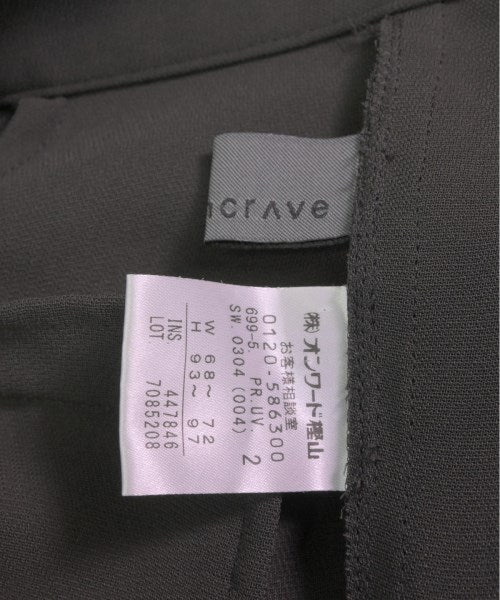 crave
㈱ オンワード樫山
お客様相談室
0120-586300
699-5 PR.UV 2
SW. 0304 (004)
W 68～ 72
H 93～ 97
INS 447846
LOT 7085208